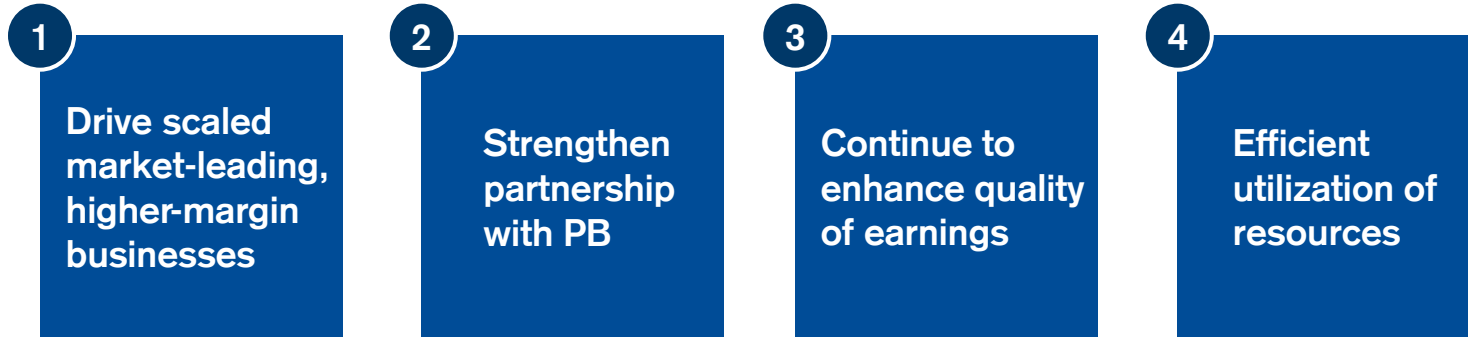 1
Drive scaled
market-leading,
higher-margin
businesses
2
Strengthen
partnership
with PB
3
Continue to
enhance quality
of earnings
4
Efficient
utilization of
resources